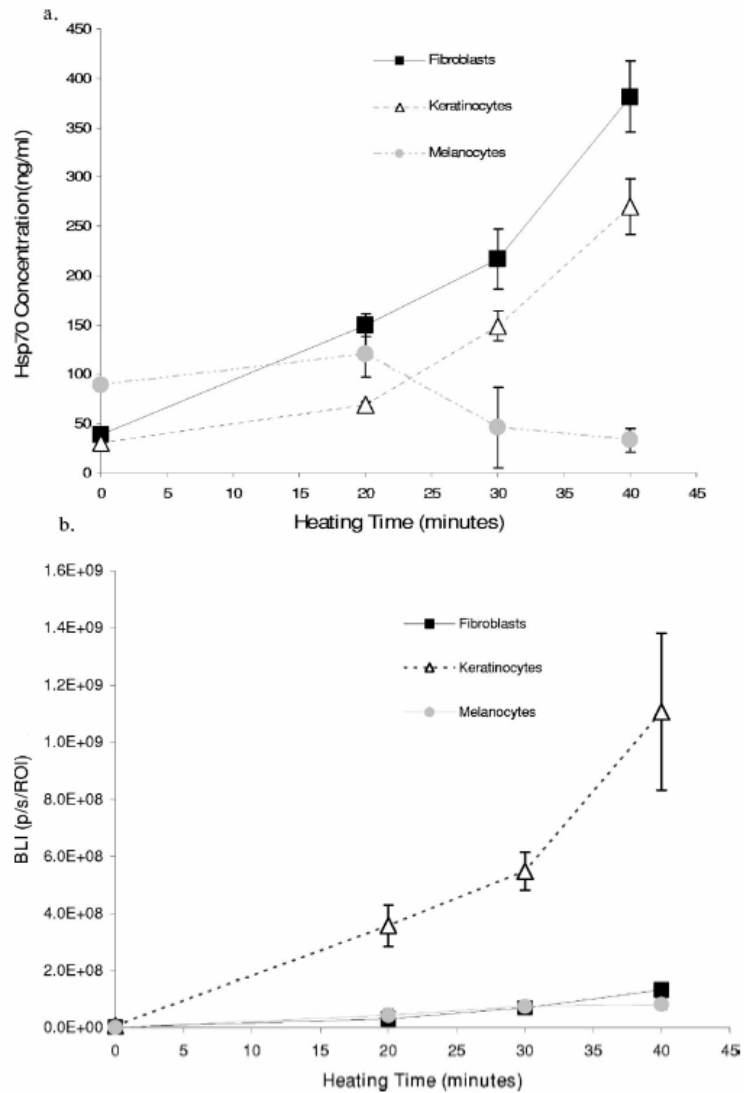 a.
450
400
350
300
250
200
150
100
50
0
Hsp70 Concentration(ng/ml)
Fibroblasts
Keratinocytes
Melanocytes
0 5 10 15 20 25 30 35 40 45
Heating Time (minutes)
b.
1.6E+09
1.4E+09
1.2E+09
1.0E+09
8.0E+08
6.0E+08
4.0E+08
2.0E+08
0.0E+00
BLI (p/s/ROI)
Fibroblasts
Keratinocytes
Melanocytes
0 5 10 15 20 25 30 35 40 45
Heating Time (minutes)